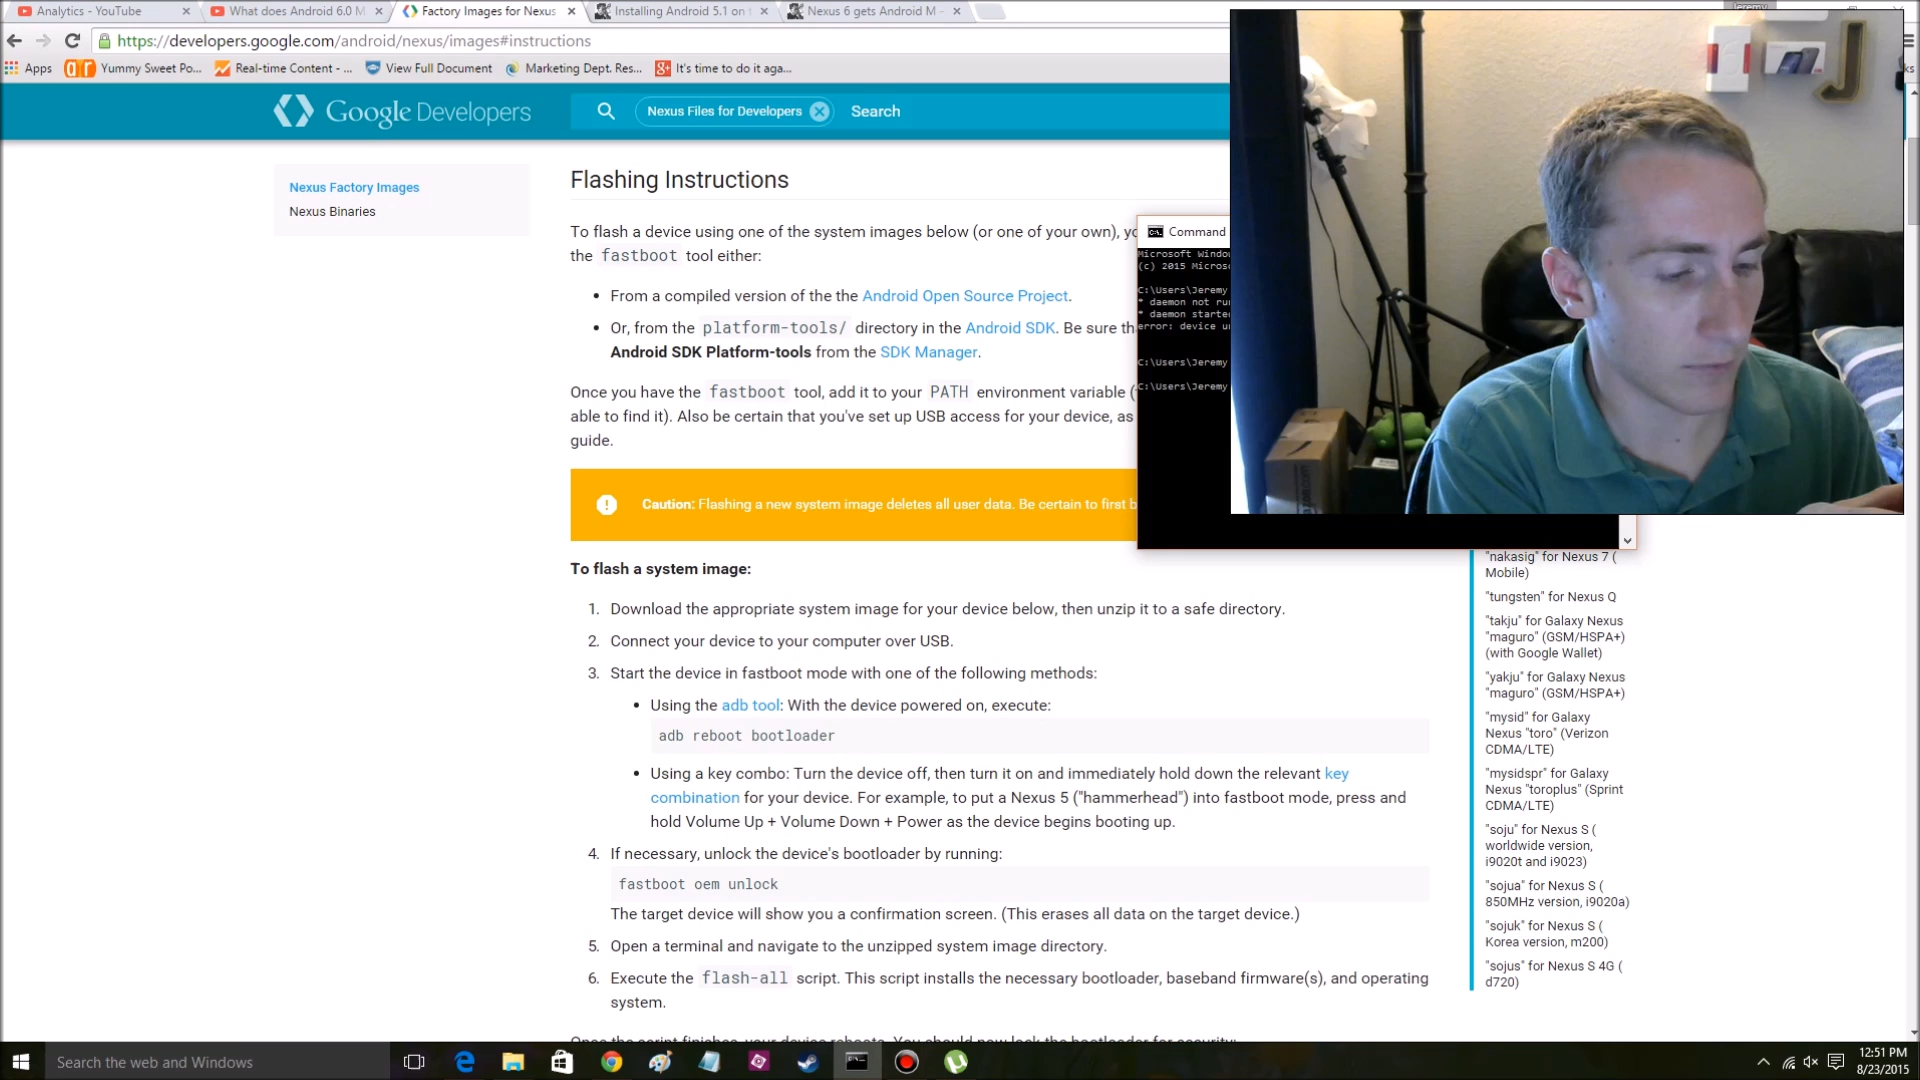 Analytics - YouTube
What does Android 6.0 M
Factory Images for Nexus
Installing Android 5.1 on
Nexus 6 gets Android M -
Jeremy
https://developers.google.com/android/nexus/images#instructions
Apps
Yummy Sweet Po...
Real-time Content - ...
View Full Document
Marketing Dept. Res...
It's time to do it aga...
Google Developers
Nexus Files for Developers
Search
Nexus Factory Images
Nexus Binaries
Flashing Instructions
To flash a device using one of the system images below (or one of your own), yo
the fastboot tool either:
• From a compiled version of the the Android Open Source Project.
• Or, from the platform-tools/ directory in the Android SDK. Be sure th
Android SDK Platform-tools from the SDK Manager.
Once you have the fastboot tool, add it to your PATH environment variable (
able to find it). Also be certain that you've set up USB access for your device, as
guide.
Caution: Flashing a new system image deletes all user data. Be certain to first b
Command
Microsoft Windo
(c) 2015 Microso
C:\Users\Jeremy
* daemon not ru
* daemon starte
error: device u
C:\Users\Jeremy
C:\Users\Jeremy
J
To flash a system image:
1. Download the appropriate system image for your device below, then unzip it to a safe directory.
2. Connect your device to your computer over USB.
3. Start the device in fastboot mode with one of the following methods:
• Using the adb tool: With the device powered on, execute:
adb reboot bootloader
• Using a key combo: Turn the device off, then turn it on and immediately hold down the relevant key
combination for your device. For example, to put a Nexus 5 ("hammerhead") into fastboot mode, press and
hold Volume Up + Volume Down + Power as the device begins booting up.
4. If necessary, unlock the device's bootloader by running:
fastboot oem unlock
The target device will show you a confirmation screen. (This erases all data on the target device.)
5. Open a terminal and navigate to the unzipped system image directory.
6. Execute the flash-all script. This script installs the necessary bootloader, baseband firmware(s), and operating
system.
Once the script finishes, your device reboots. You should now lock the bootloader for security:
"nakasig" for Nexus 7 (
Mobile)
"tungsten" for Nexus Q
"takju" for Galaxy Nexus
"maguro" (GSM/HSPA+)
(with Google Wallet)
"yakju" for Galaxy Nexus
"maguro" (GSM/HSPA+)
"mysid" for Galaxy
Nexus "toro" (Verizon
CDMA/LTE)
"mysidspr" for Galaxy
Nexus "toroplus" (Sprint
CDMA/LTE)
"soju" for Nexus S (
worldwide version,
i9020t and i9023)
"sojua" for Nexus S (
850MHz version, i9020a)
"sojuk" for Nexus S (
Korea version, m200)
"sojus" for Nexus S 4G (
d720)
Search the web and Windows
12:51 PM
8/23/2015